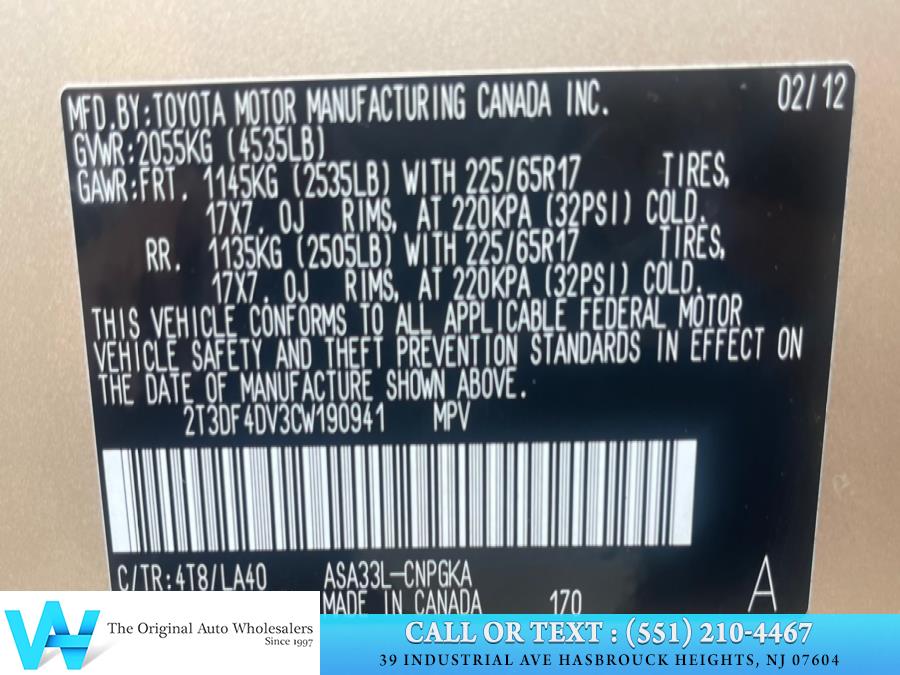 MFD.BY:TOYOTA MOTOR MANUFACTURING CANADA INC. 02/12
GVWR:2055KG (4535LB)
GAWR:FRT. 1145KG (2535LB) WITH 225/65R17 TIRES,
17X7.0J RIMS, AT 220KPA (32PSI) COLD.
RR. 1135KG (2505LB) WITH 225/65R17 TIRES,
17X7.0J RIMS, AT 220KPA (32PSI) COLD.
THIS VEHICLE CONFORMS TO ALL APPLICABLE FEDERAL MOTOR
VEHICLE SAFETY AND THEFT PREVENTION STANDARDS IN EFFECT ON
THE DATE OF MANUFACTURE SHOWN ABOVE.
2T3DF4DV3CW190941 MPV
C/TR:4T8/LA40 ASA33L-CNPGKA A
MADE IN CANADA 170
W
The Original Auto Wholesalers
Since 1997
CALL OR TEXT : (551) 210-4467
39 INDUSTRIAL AVE HASBROUCK HEIGHTS, NJ 07604